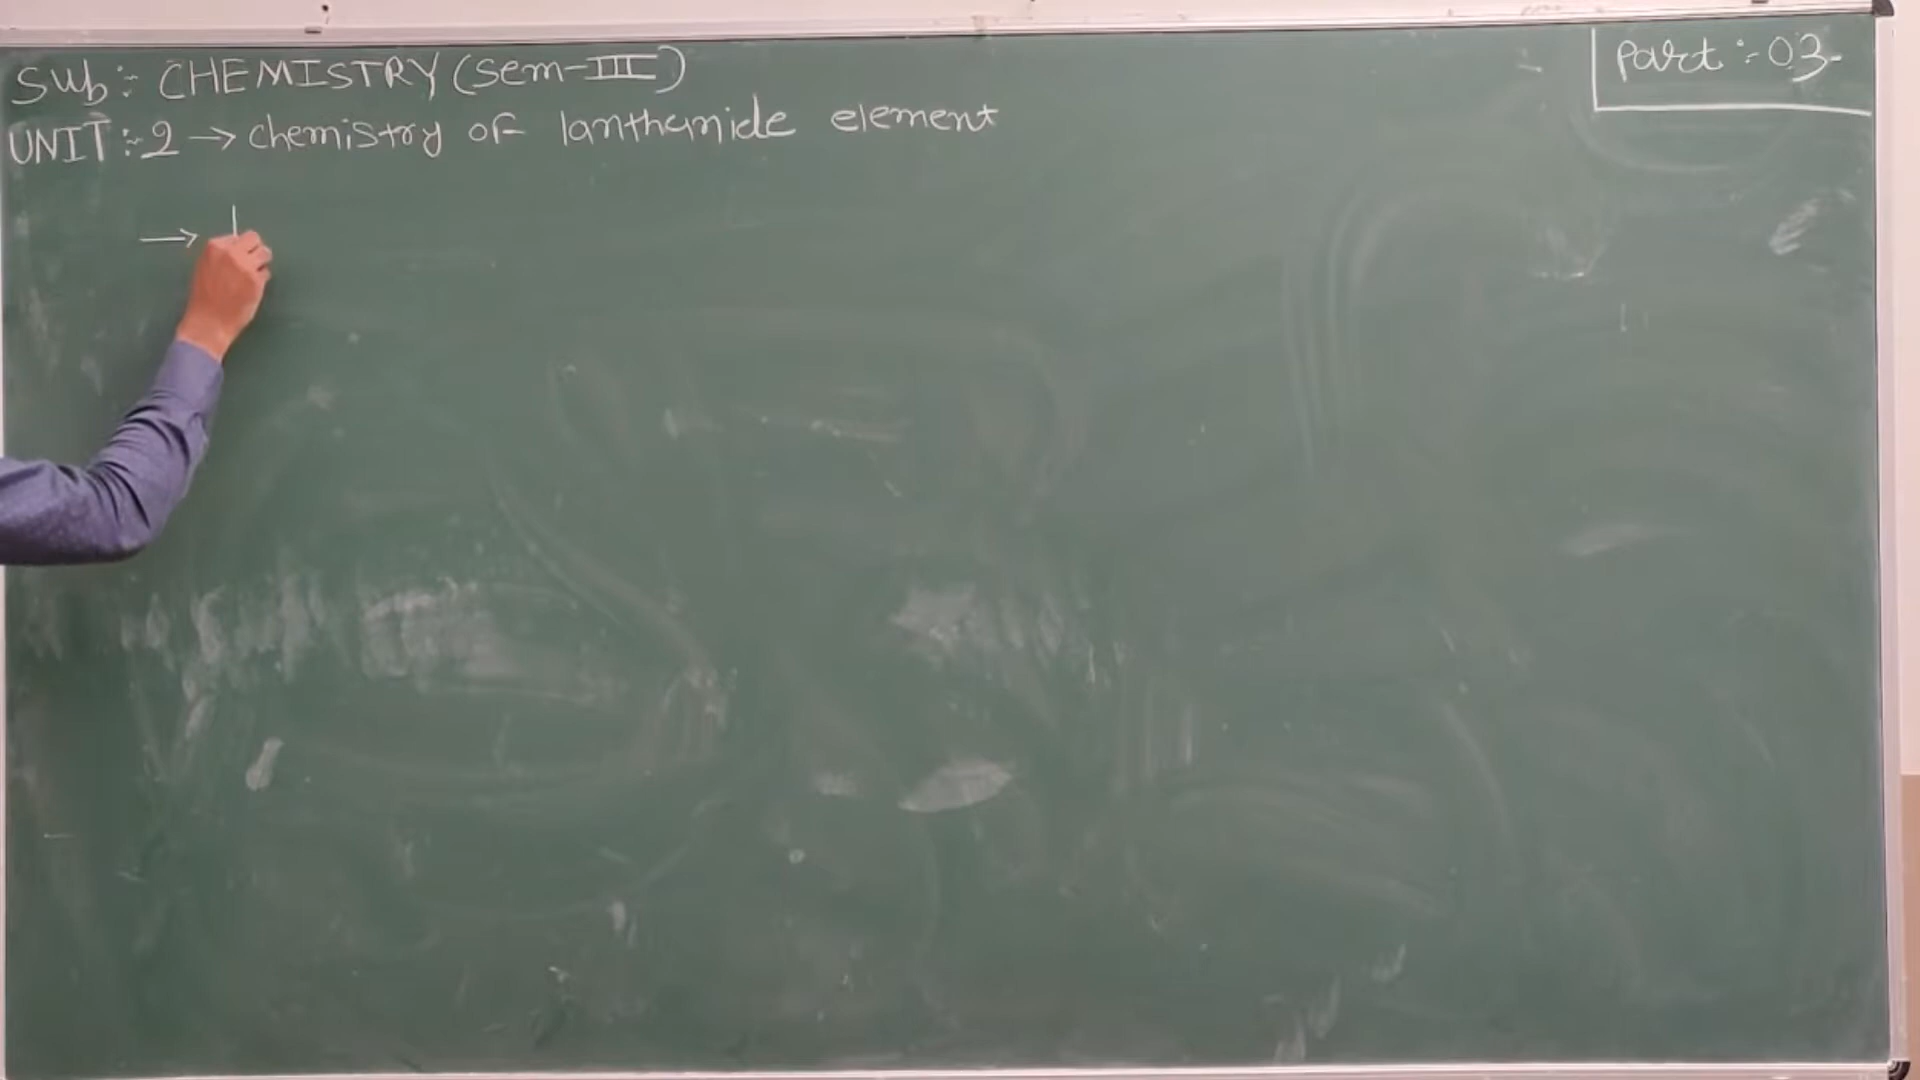 Part :- 03
Sub:- CHEMISTRY (Sem-III)
UNIT:-2 → chemistry of lanthanide element
→